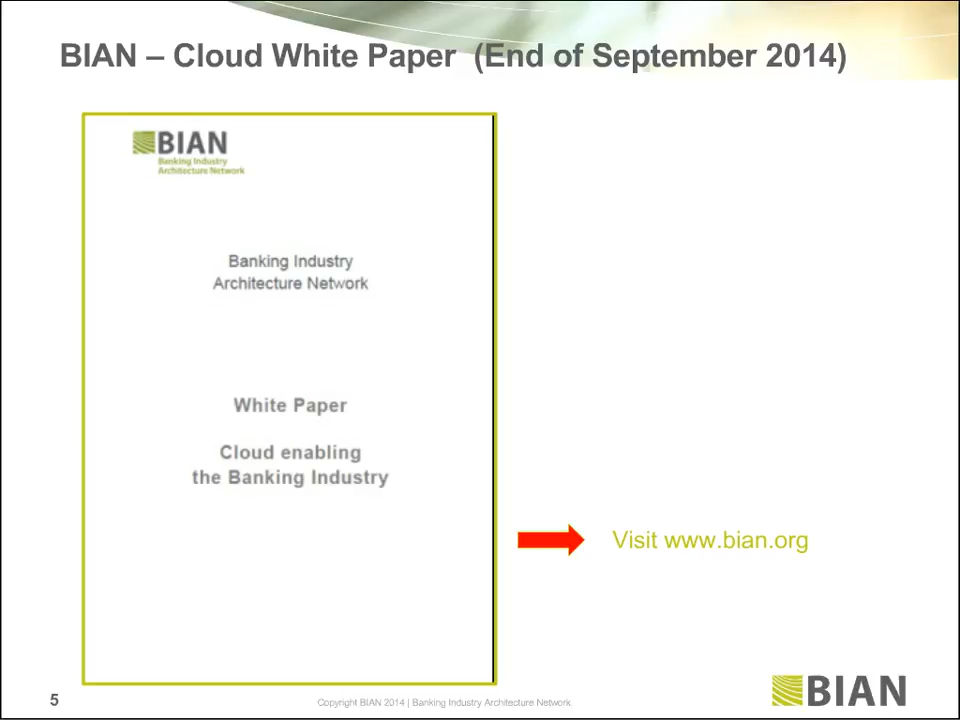 BIAN – Cloud White Paper (End of September 2014)
BIAN
Banking Industry
Architecture Network
Banking Industry
Architecture Network
White Paper
Cloud enabling
the Banking Industry
Visit www.bian.org
5
Copyright BIAN 2014 | Banking Industry Architecture Network
BIAN